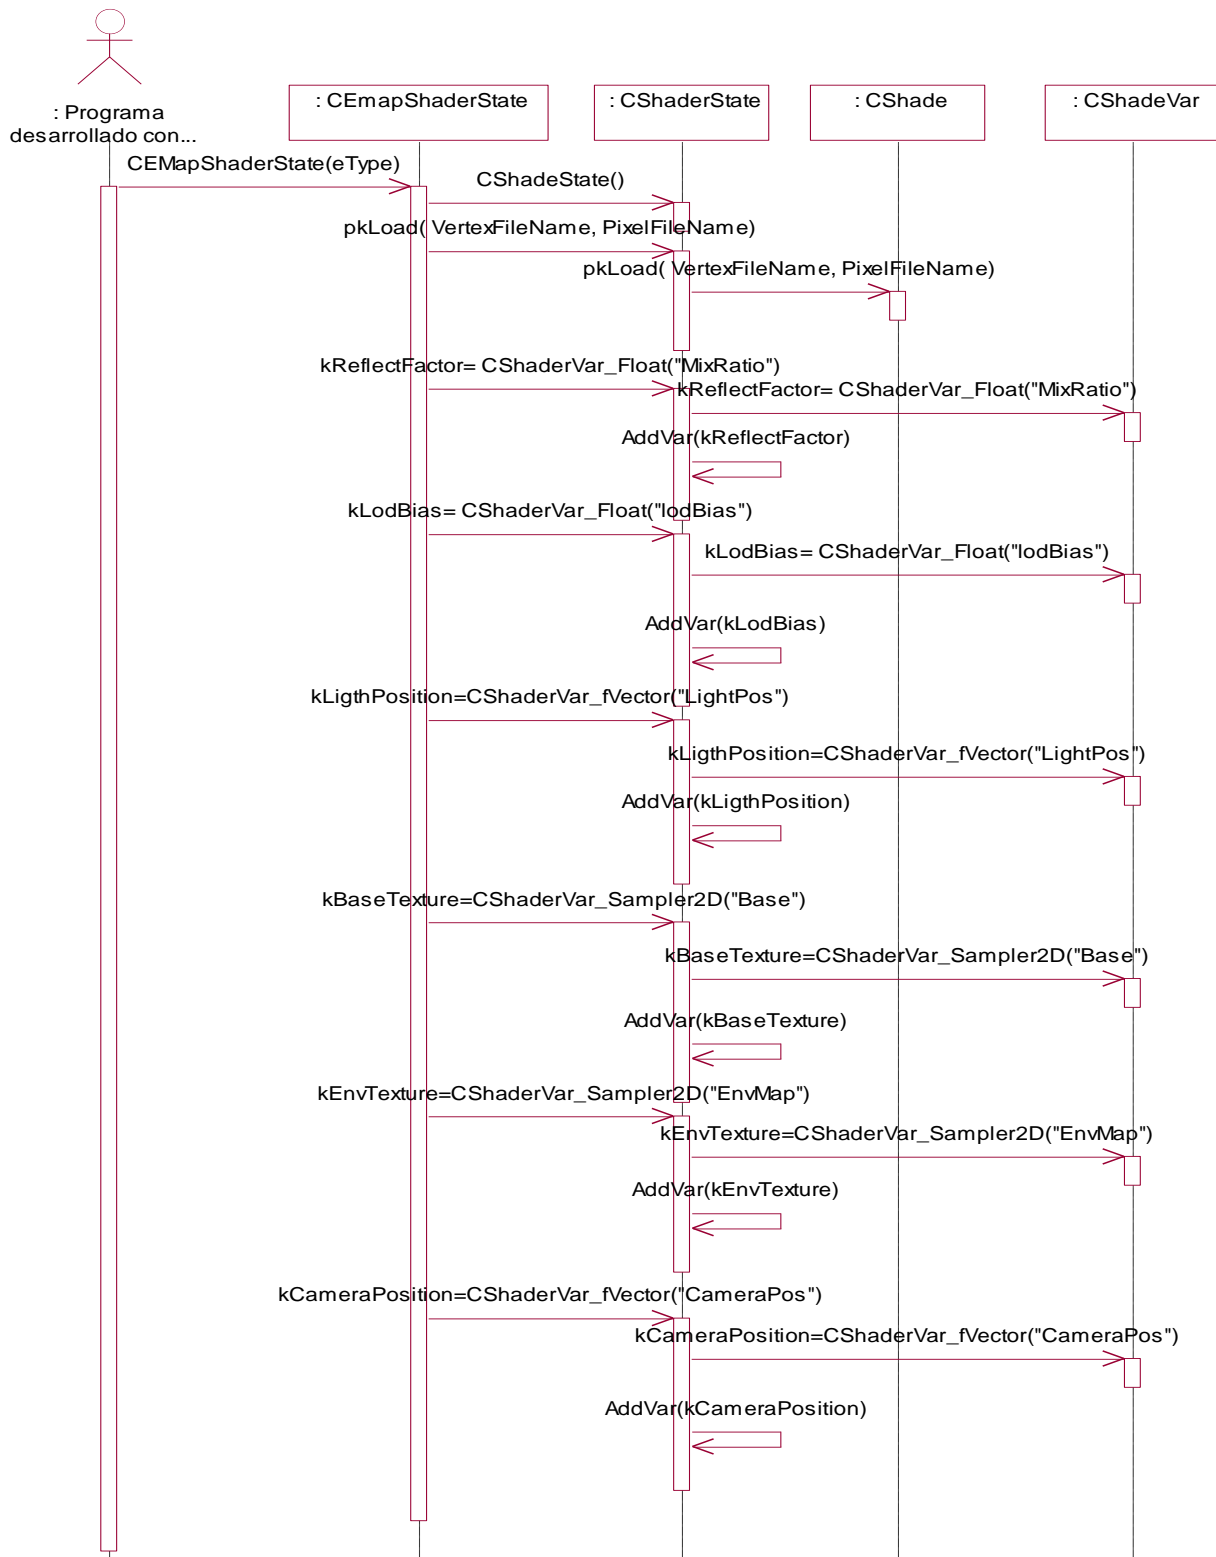 : Programa
desarrollado con...
: CEmapShaderState
: CShaderState
: CShade
: CShadeVar
CEMapShaderState(eType)
CShadeState()
pkLoad( VertexFileName, PixelFileName)
pkLoad( VertexFileName, PixelFileName)
kReflectFactor= CShaderVar_Float("MixRatio")
kReflectFactor= CShaderVar_Float("MixRatio")
AddVar(kReflectFactor)
kLodBias= CShaderVar_Float("lodBias")
kLodBias= CShaderVar_Float("lodBias")
AddVar(kLodBias)
kLigthPosition=CShaderVar_fVector("LightPos")
kLigthPosition=CShaderVar_fVector("LightPos")
AddVar(kLigthPosition)
kBaseTexture=CShaderVar_Sampler2D("Base")
kBaseTexture=CShaderVar_Sampler2D("Base")
AddVar(kBaseTexture)
kEnvTexture=CShaderVar_Sampler2D("EnvMap")
kEnvTexture=CShaderVar_Sampler2D("EnvMap")
AddVar(kEnvTexture)
kCameraPosition=CShaderVar_fVector("CameraPos")
kCameraPosition=CShaderVar_fVector("CameraPos")
AddVar(kCameraPosition)